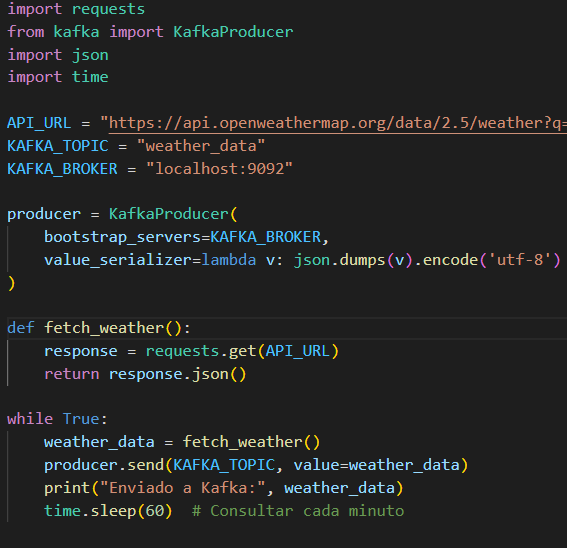 import requests
from kafka import KafkaProducer
import json
import time
API_URL = "https://api.openweathermap.org/data/2.5/weather?q=
KAFKA_TOPIC = "weather_data"
KAFKA_BROKER = "localhost:9092"
producer = KafkaProducer(
    bootstrap_servers=KAFKA_BROKER,
    value_serializer=lambda v: json.dumps(v).encode('utf-8')
)
def fetch_weather():
    response = requests.get(API_URL)
    return response.json()
while True:
    weather_data = fetch_weather()
    producer.send(KAFKA_TOPIC, value=weather_data)
    print("Enviado a Kafka:", weather_data)
    time.sleep(60)  # Consultar cada minuto